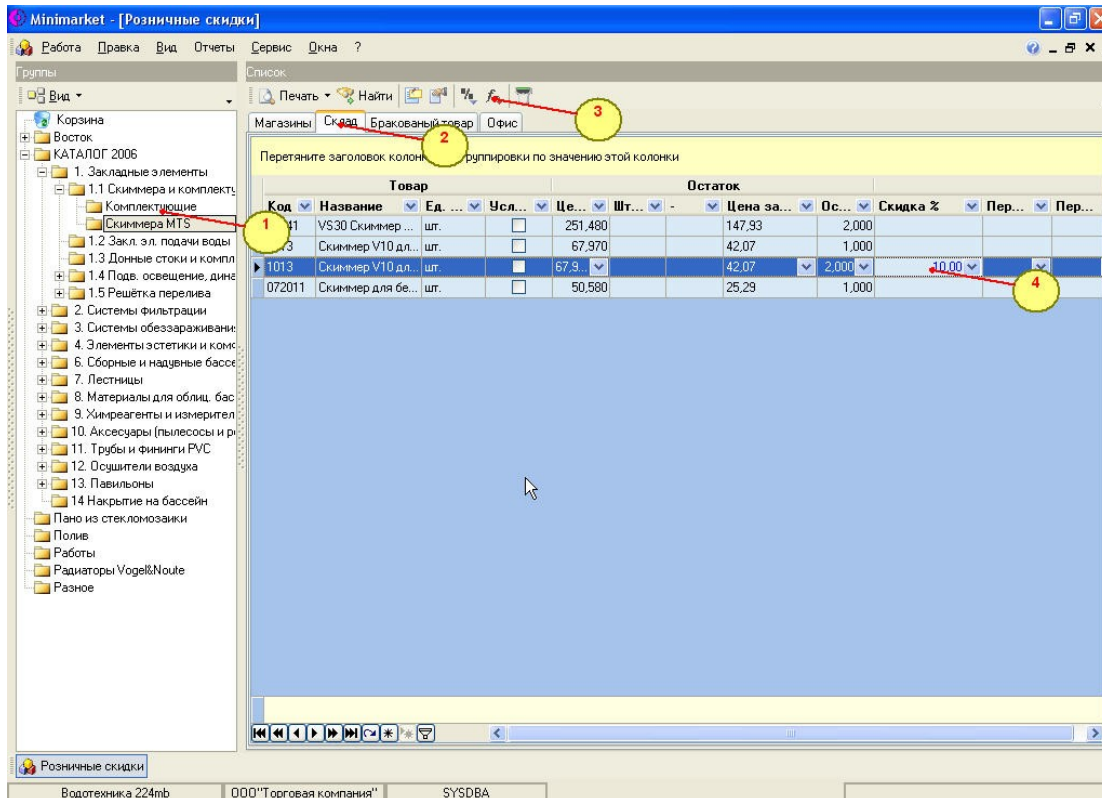 Minimarket - [Розничные скидки]
Работа Правка Вид Отчеты Сервис Окна ?
Группы
Список
Вид
Печать Найти
3
Корзина
Восток
КАТАЛОГ 2006
1. Закладные элементы
1.1 Скиммера и комплекту
Комплектующие
Скиммера MTS
1.2 Закл. эл. подачи воды
1.3 Донные стоки и компл
1.4 Подв. освещение, дина
1.5 Решётка перелива
2. Системы фильтрации
3. Системы обеззараживани
4. Элементы эстетики и комф
6. Сборные и надувные бассе
7. Лестницы
8. Материалы для облиц. бас
9. Химреагенты и измерител
10. Аксесуары (пылесосы и р
11. Трубы и фининги PVC
12. Осушители воздуха
13. Павильоны
14 Накрытие на бассейн
Пано из стекломозаики
Полив
Работы
Радиаторы Vogel&Noute
Разное
1
Магазины Склад Бракованый товар Офис
2
Перетяните заголовок группировки по значению этой колонки
Товар Остаток
Код Название Ед. ... Усл... Це... Шт... - Цена за... Ос... Скидка % Пер... Пер...
41 VS30 Скиммер ... шт. 251,480 147,93 2,000
3 Скиммер V10 дл... шт. 67,970 42,07 1,000
1013 Скиммер V10 дл... шт. 67,9... 42,07 2,000 10,00
072011 Скиммер для бе... шт. 50,580 25,29 1,000
4
Розничные скидки
Водотехника 224mb ООО"Торговая компания" SYSDBA